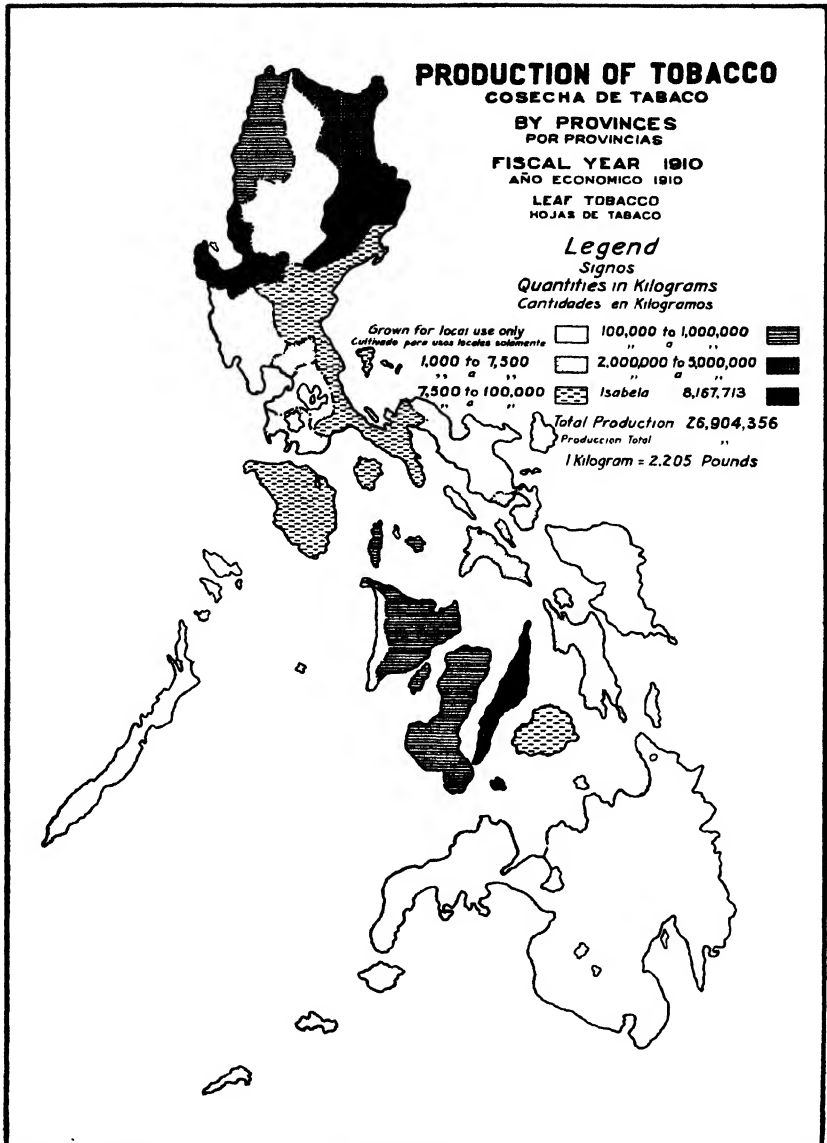 PRODUCTION OF TOBACCO
COSECHA DE TABACO
BY PROVINCES
POR PROVINCIAS
FISCAL YEAR 1910
AÑO ECONOMICO 1910
LEAF TOBACCO
HOJAS DE TABACO
Legend
Signos
Quantities in Kilograms
Cantidades en Kilogramos
Grown for local use only
Cultivado para usos locales solamente
1,000 to 7,500
,, a ,,
7,500 to 100,000
,, a ,,
100,000 to 1,000,000
,, a ,,
2,000,000 to 5,000,000
,, a ,,
Isabela 8,167,713
Total Production 26,904,356
Produccion Total ,,
1 Kilogram = 2.205 Pounds